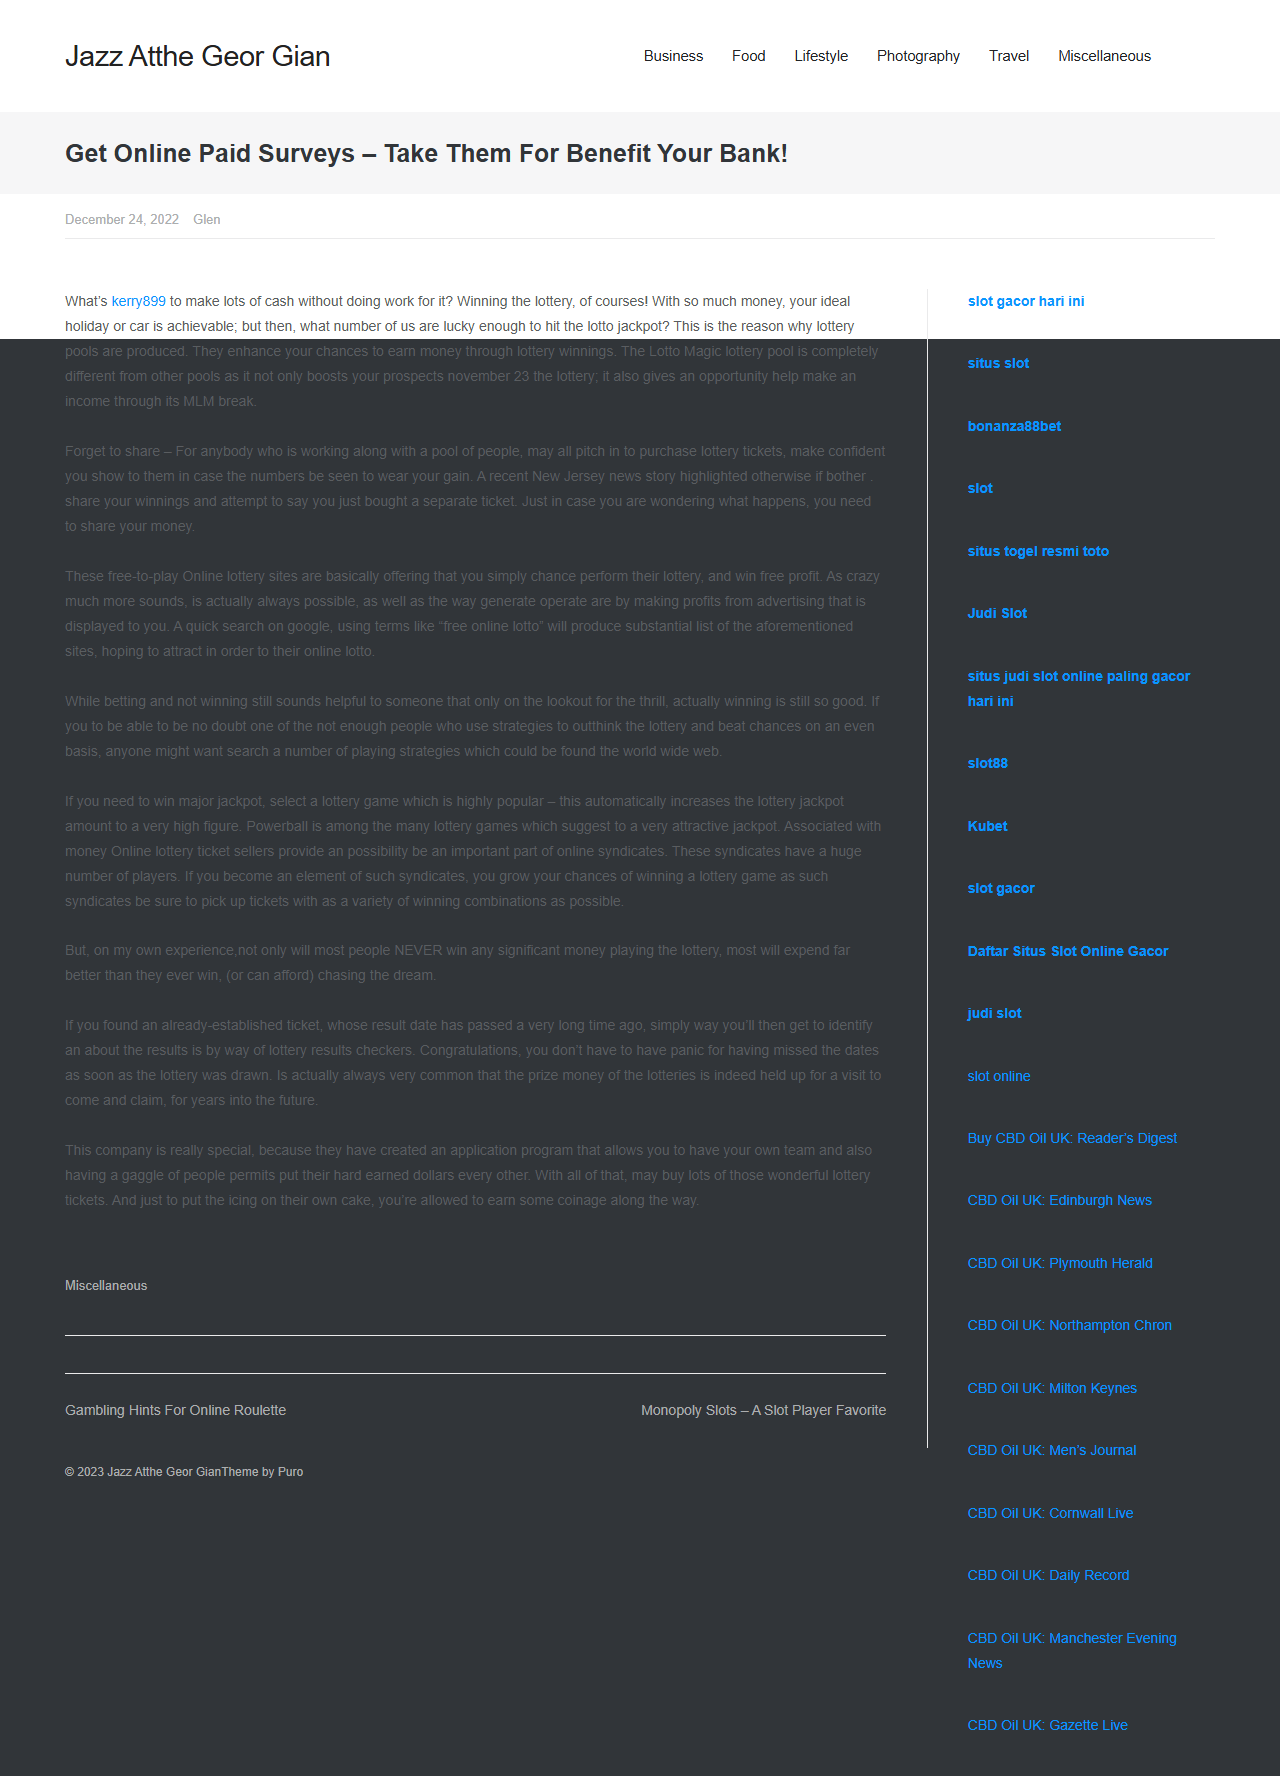 Jazz Atthe Geor Gian
Business Food Lifestyle Photography Travel Miscellaneous
Get Online Paid Surveys – Take Them For Benefit Your Bank!
December 24, 2022 Glen
What’s kerry899 to make lots of cash without doing work for it? Winning the lottery, of courses! With so much money, your ideal
holiday or car is achievable; but then, what number of us are lucky enough to hit the lotto jackpot? This is the reason why lottery
pools are produced. They enhance your chances to earn money through lottery winnings. The Lotto Magic lottery pool is completely
different from other pools as it not only boosts your prospects november 23 the lottery; it also gives an opportunity help make an
income through its MLM break.
Forget to share – For anybody who is working along with a pool of people, may all pitch in to purchase lottery tickets, make confident
you show to them in case the numbers be seen to wear your gain. A recent New Jersey news story highlighted otherwise if bother .
share your winnings and attempt to say you just bought a separate ticket. Just in case you are wondering what happens, you need
to share your money.
These free-to-play Online lottery sites are basically offering that you simply chance perform their lottery, and win free profit. As crazy
much more sounds, is actually always possible, as well as the way generate operate are by making profits from advertising that is
displayed to you. A quick search on google, using terms like “free online lotto” will produce substantial list of the aforementioned
sites, hoping to attract in order to their online lotto.
While betting and not winning still sounds helpful to someone that only on the lookout for the thrill, actually winning is still so good. If
you to be able to be no doubt one of the not enough people who use strategies to outthink the lottery and beat chances on an even
basis, anyone might want search a number of playing strategies which could be found the world wide web.
If you need to win major jackpot, select a lottery game which is highly popular – this automatically increases the lottery jackpot
amount to a very high figure. Powerball is among the many lottery games which suggest to a very attractive jackpot. Associated with
money Online lottery ticket sellers provide an possibility be an important part of online syndicates. These syndicates have a huge
number of players. If you become an element of such syndicates, you grow your chances of winning a lottery game as such
syndicates be sure to pick up tickets with as a variety of winning combinations as possible.
But, on my own experience,not only will most people NEVER win any significant money playing the lottery, most will expend far
better than they ever win, (or can afford) chasing the dream.
If you found an already-established ticket, whose result date has passed a very long time ago, simply way you’ll then get to identify
an about the results is by way of lottery results checkers. Congratulations, you don’t have to have panic for having missed the dates
as soon as the lottery was drawn. Is actually always very common that the prize money of the lotteries is indeed held up for a visit to
come and claim, for years into the future.
This company is really special, because they have created an application program that allows you to have your own team and also
having a gaggle of people permits put their hard earned dollars every other. With all of that, may buy lots of those wonderful lottery
tickets. And just to put the icing on their own cake, you’re allowed to earn some coinage along the way.
Miscellaneous
Gambling Hints For Online Roulette
Monopoly Slots – A Slot Player Favorite
slot gacor hari ini
situs slot
bonanza88bet
slot
situs togel resmi toto
Judi Slot
situs judi slot online paling gacor
hari ini
slot88
Kubet
slot gacor
Daftar Situs Slot Online Gacor
judi slot
slot online
Buy CBD Oil UK: Reader’s Digest
CBD Oil UK: Edinburgh News
CBD Oil UK: Plymouth Herald
CBD Oil UK: Northampton Chron
CBD Oil UK: Milton Keynes
CBD Oil UK: Men’s Journal
CBD Oil UK: Cornwall Live
CBD Oil UK: Daily Record
CBD Oil UK: Manchester Evening
News
CBD Oil UK: Gazette Live
© 2023 Jazz Atthe Geor GianTheme by Puro